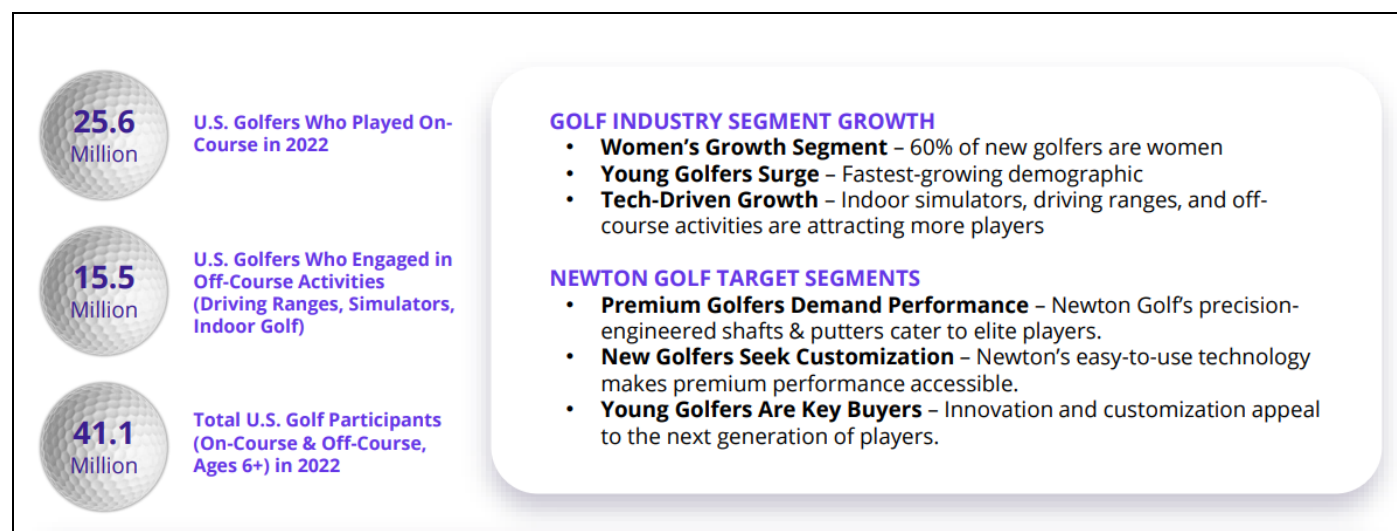 25.6
Million
U.S. Golfers Who Played On-
Course in 2022
15.5
Million
U.S. Golfers Who Engaged in
Off-Course Activities
(Driving Ranges, Simulators,
Indoor Golf)
41.1
Million
Total U.S. Golf Participants
(On-Course & Off-Course,
Ages 6+) in 2022
GOLF INDUSTRY SEGMENT GROWTH
• Women’s Growth Segment – 60% of new golfers are women
• Young Golfers Surge – Fastest-growing demographic
• Tech-Driven Growth – Indoor simulators, driving ranges, and off-
course activities are attracting more players
NEWTON GOLF TARGET SEGMENTS
• Premium Golfers Demand Performance – Newton Golf’s precision-
engineered shafts & putters cater to elite players.
• New Golfers Seek Customization – Newton’s easy-to-use technology
makes premium performance accessible.
• Young Golfers Are Key Buyers – Innovation and customization appeal
to the next generation of players.